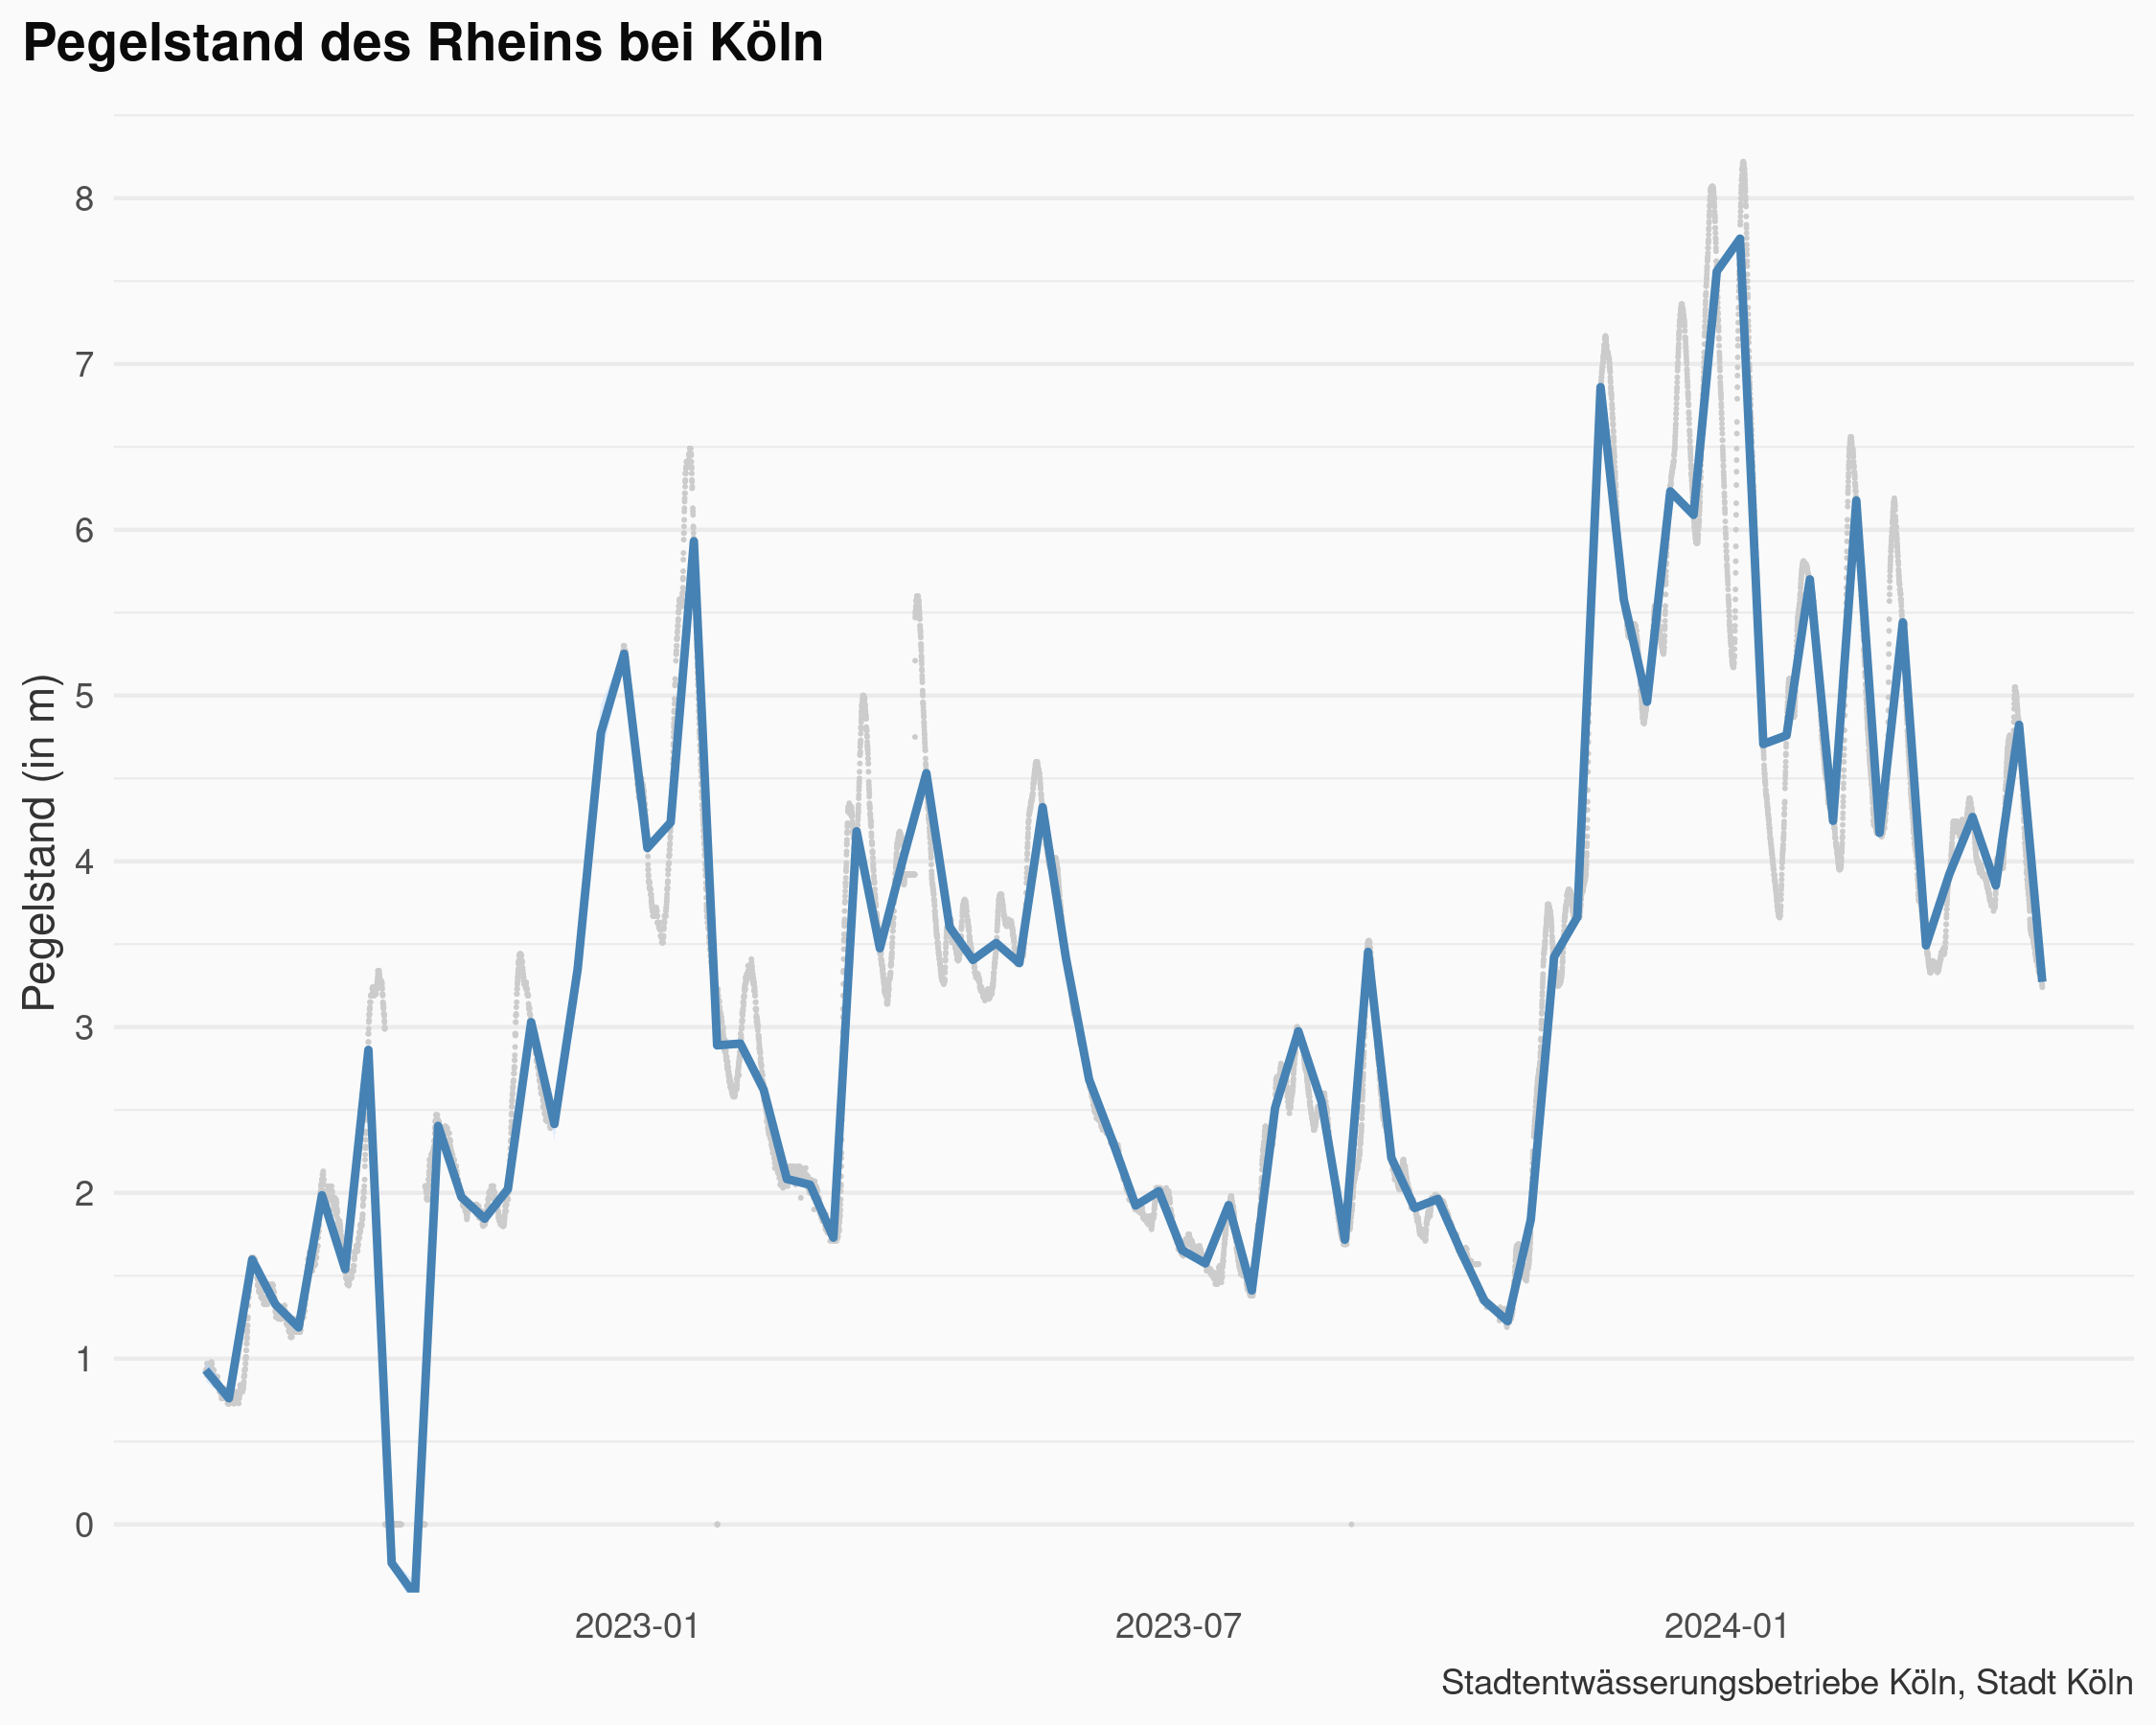 Pegelstand des Rheins bei Köln
Pegelstand (in m)
8
7
6
5
4
3
2
1
0
2023-01 2023-07 2024-01
Stadtentwässerungsbetriebe Köln, Stadt Köln